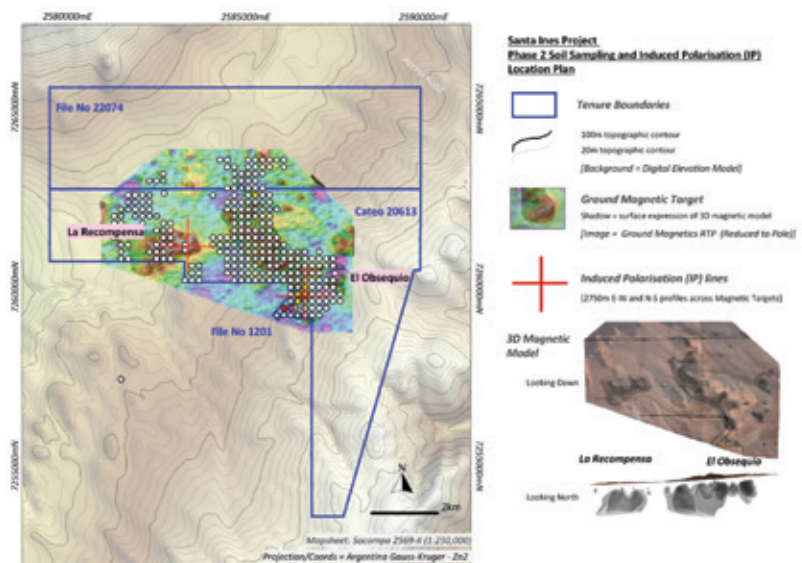 2580000mE
2585000mE
2590000mE
7265000mN
7265000mN
File No 22074
Cateo 20613
La Recompensa
El Obsequio
7260000mN
7260000mN
File No 1201
7255000mN
7255000mN
N
2km
Mapsheet: Socompa 2569-II (1:250,000)
Projection/Coords = Argentina Gauss-Kruger - Zn2
Santa Ines Project
Phase 2 Soil Sampling and Induced Polarisation (IP)
Location Plan
Tenure Boundaries
100m topographic contour
20m topographic contour
[Background = Digital Elevation Model]
Ground Magnetic Target
Shadow = surface expression of 3D magnetic model
[Image = Ground Magnetics RTP (Reduced to Pole)]
Induced Polarisation (IP) lines
[2750m E-W and N-S profiles across Magnetic Targets]
3D Magnetic
Model
Looking Down
La Recompensa
El Obsequio
Looking North